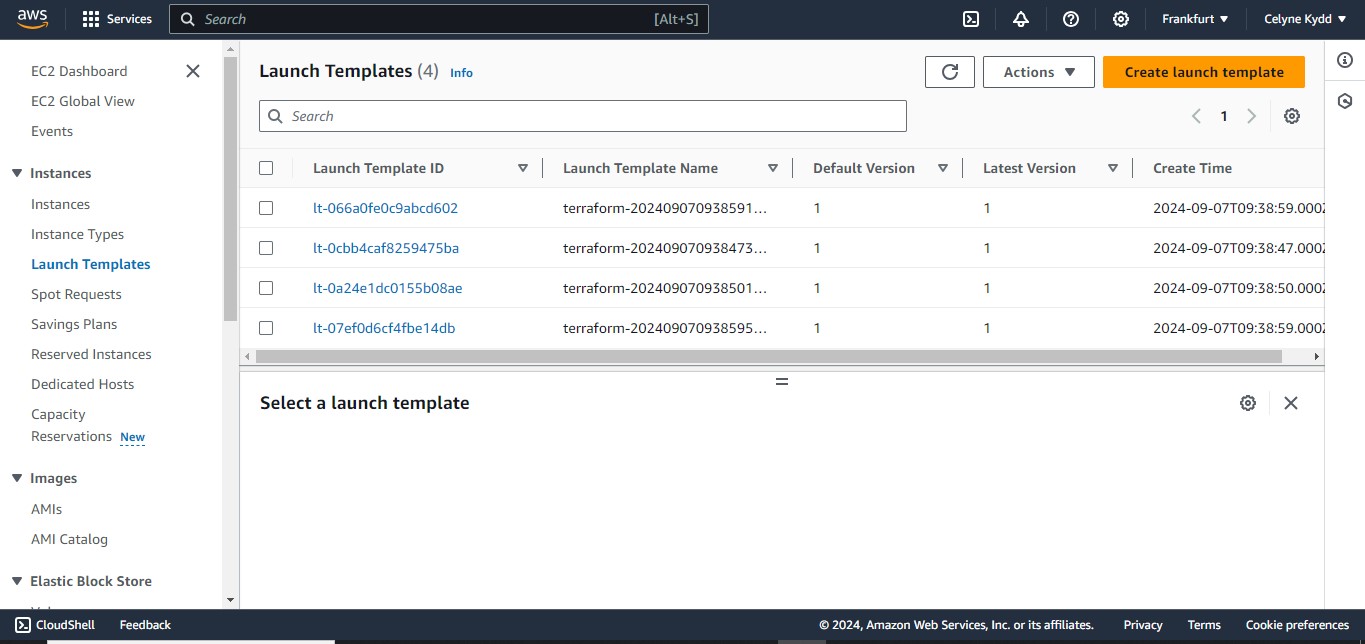 aws
Services
Search
[Alt+S]
Frankfurt
Celyne Kydd
EC2 Dashboard
EC2 Global View
Events
Instances
Instances
Instance Types
Launch Templates
Spot Requests
Savings Plans
Reserved Instances
Dedicated Hosts
Capacity
Reservations New
Images
AMIs
AMI Catalog
Elastic Block Store
Launch Templates (4) Info
Actions
Create launch template
Search
1
Launch Template ID Launch Template Name Default Version Latest Version Create Time
lt-066a0fe0c9abcd602 terraform-202409070938591... 1 1 2024-09-07T09:38:59.000Z
lt-0cbb4caf8259475ba terraform-202409070938473... 1 1 2024-09-07T09:38:47.000Z
lt-0a24e1dc0155b08ae terraform-202409070938501... 1 1 2024-09-07T09:38:50.000Z
lt-07ef0d6cf4fbe14db terraform-202409070938595... 1 1 2024-09-07T09:38:59.000Z
Select a launch template
CloudShell Feedback © 2024, Amazon Web Services, Inc. or its affiliates. Privacy Terms Cookie preferences